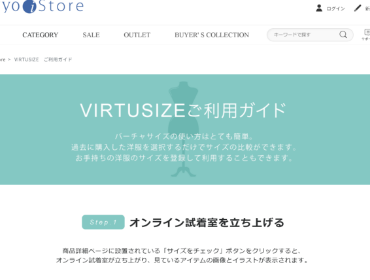 yoi Store
ログイン
CATEGORY
SALE
OUTLET
BUYER'S COLLECTION
キーワードで探す
VIRTUSIZE ご利用ガイド
VIRTUSIZEご利用ガイド
バーチャサイズの使い方はとても簡単。
過去に購入した洋服を選択するだけでサイズの比較ができます。
お手持ちの洋服のサイズを登録して利用することもできます。
Step 1
オンライン試着室を立ち上げる
商品詳細ページに設置されている「サイズをチェック」ボタンをクリックすると、
オンライン試着室が立ち上がり、見ているアイテムの画像とイラストが表示されます。